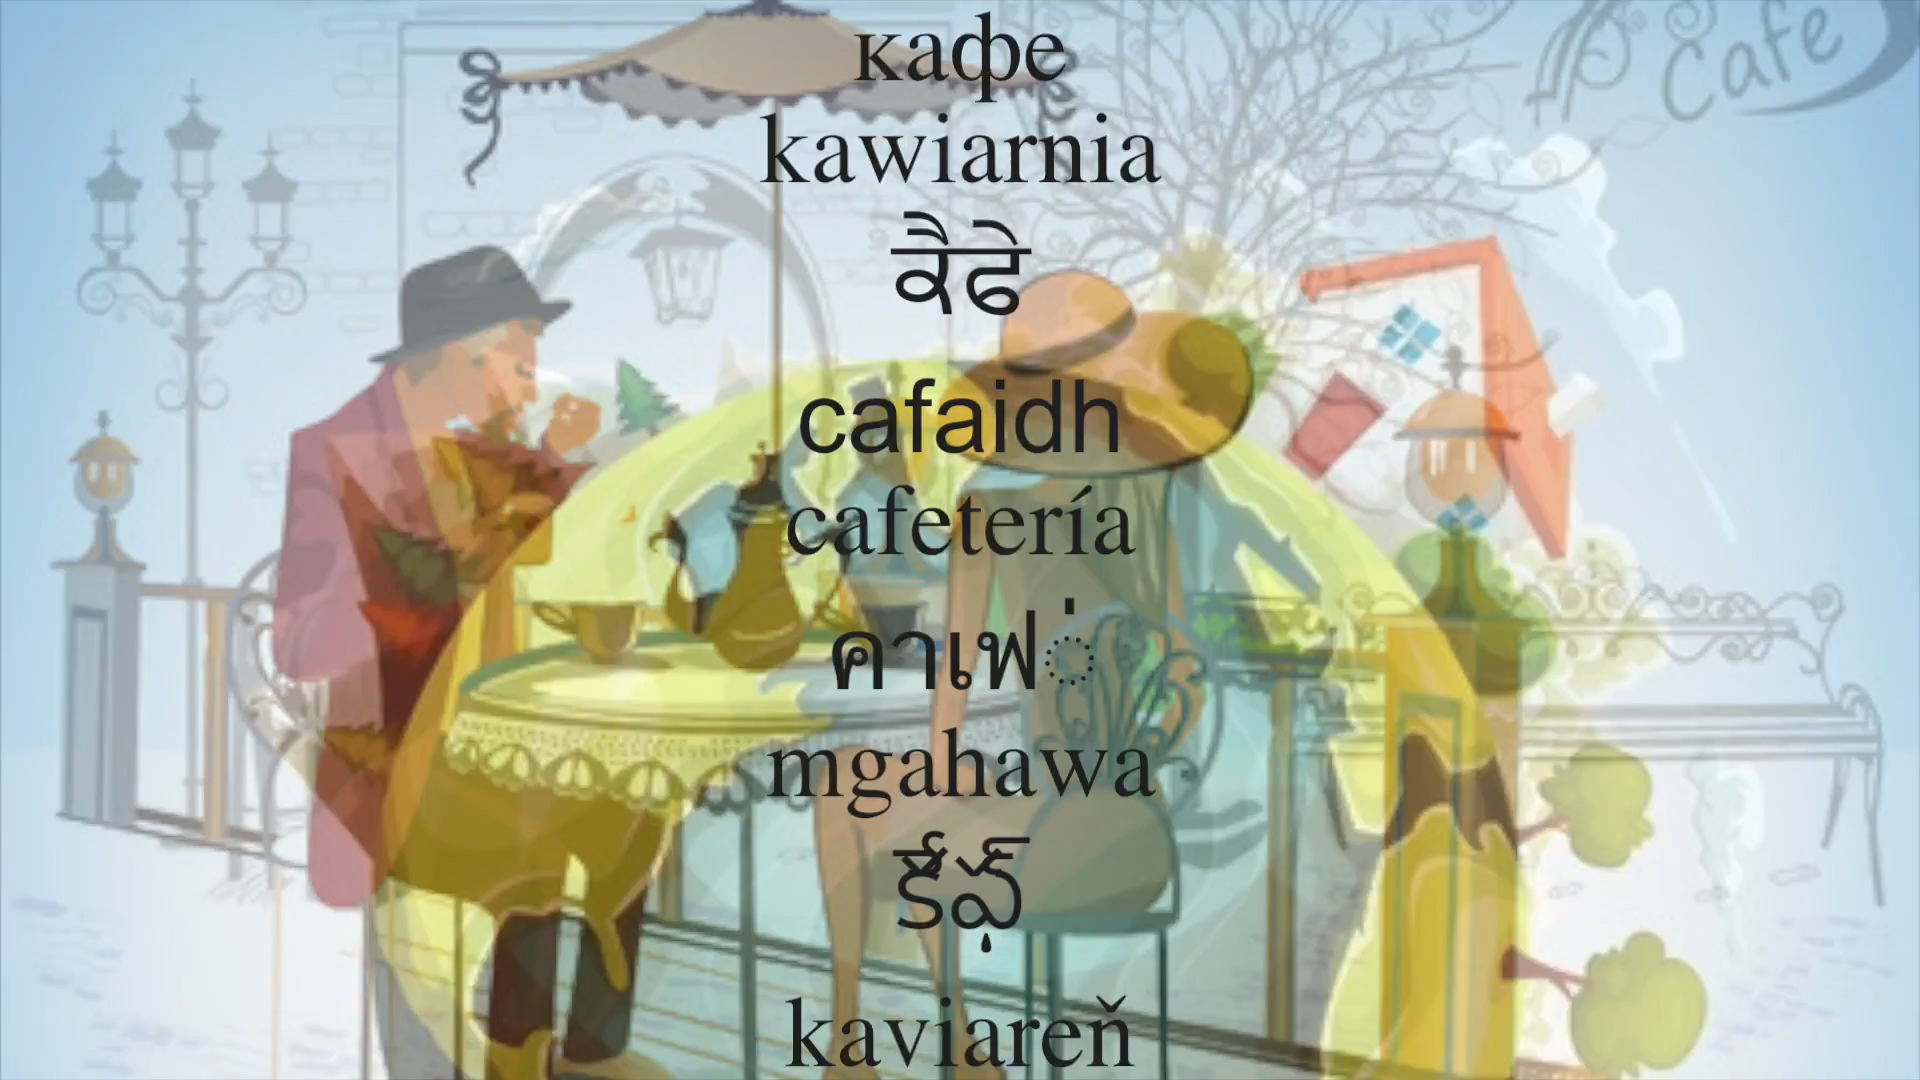 Cafe
кафе
kawiarnia
ਕੈਫੇ
cafaidh
cafetería
คาเฟ่
mgahawa
కేఫ్
kaviareň